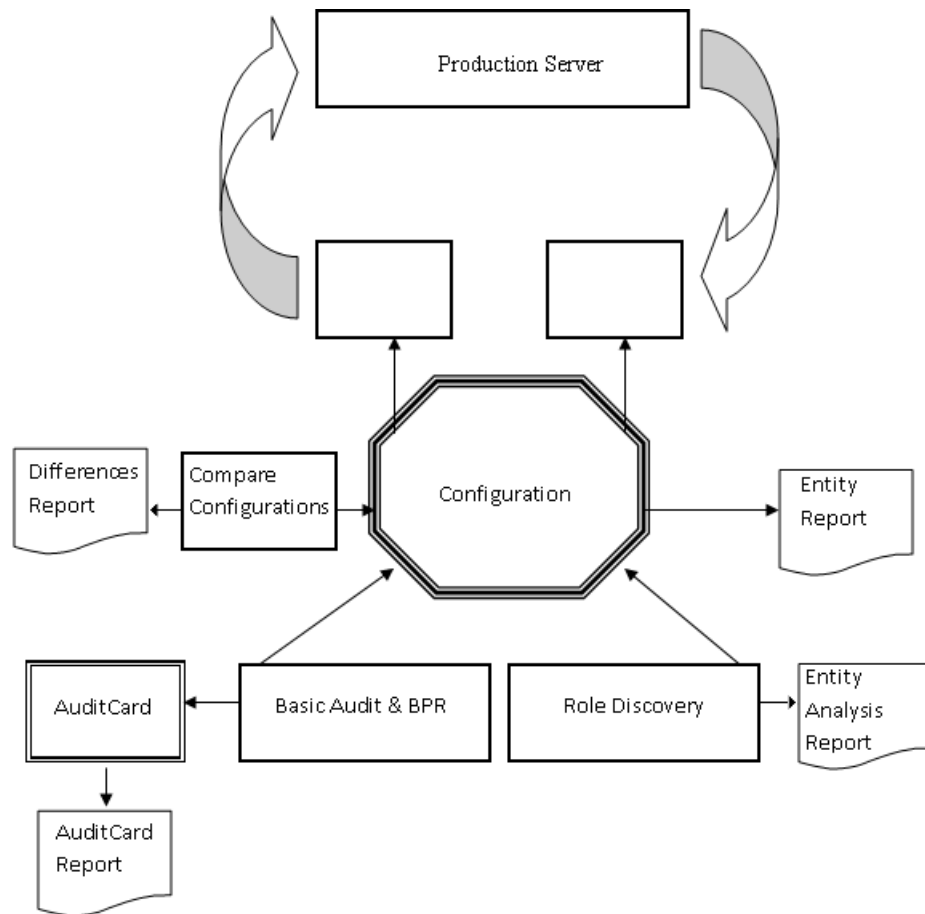 Production Server
Differences
Report
Compare
Configurations
Configuration
Entity
Report
AuditCard
Basic Audit & BPR
Role Discovery
Entity
Analysis
Report
AuditCard
Report